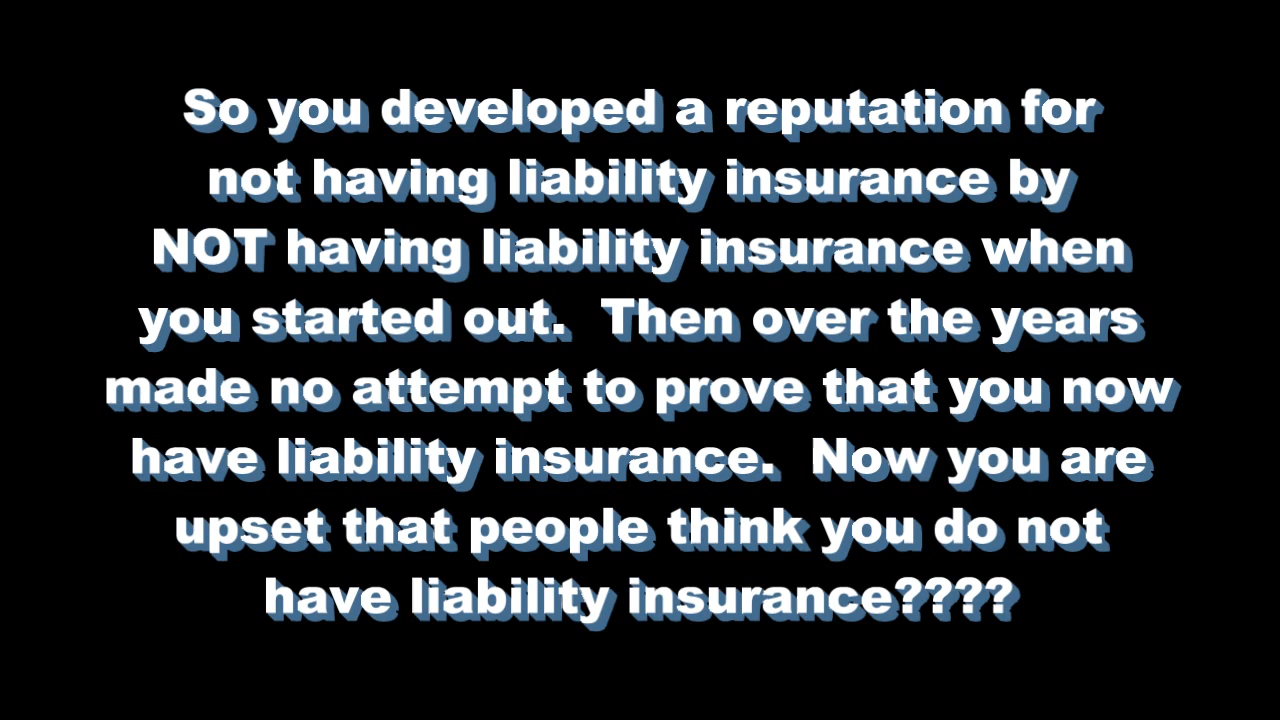 So you developed a reputation for
not having liability insurance by
NOT having liability insurance when
you started out.  Then over the years
made no attempt to prove that you now
have liability insurance.  Now you are
upset that people think you do not
have liability insurance????